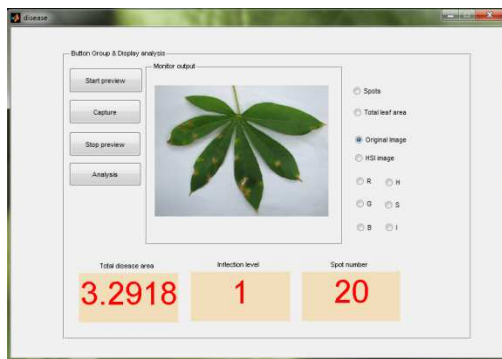 disease
Button Group & Display analysis
Monitor output
Start preview
Capture
Stop preview
Analysis
Spots
Total leaf area
Original Image
HSI image
R H
G S
B I
Total disease area
Inflection level
Spot number
3.2918
1
20